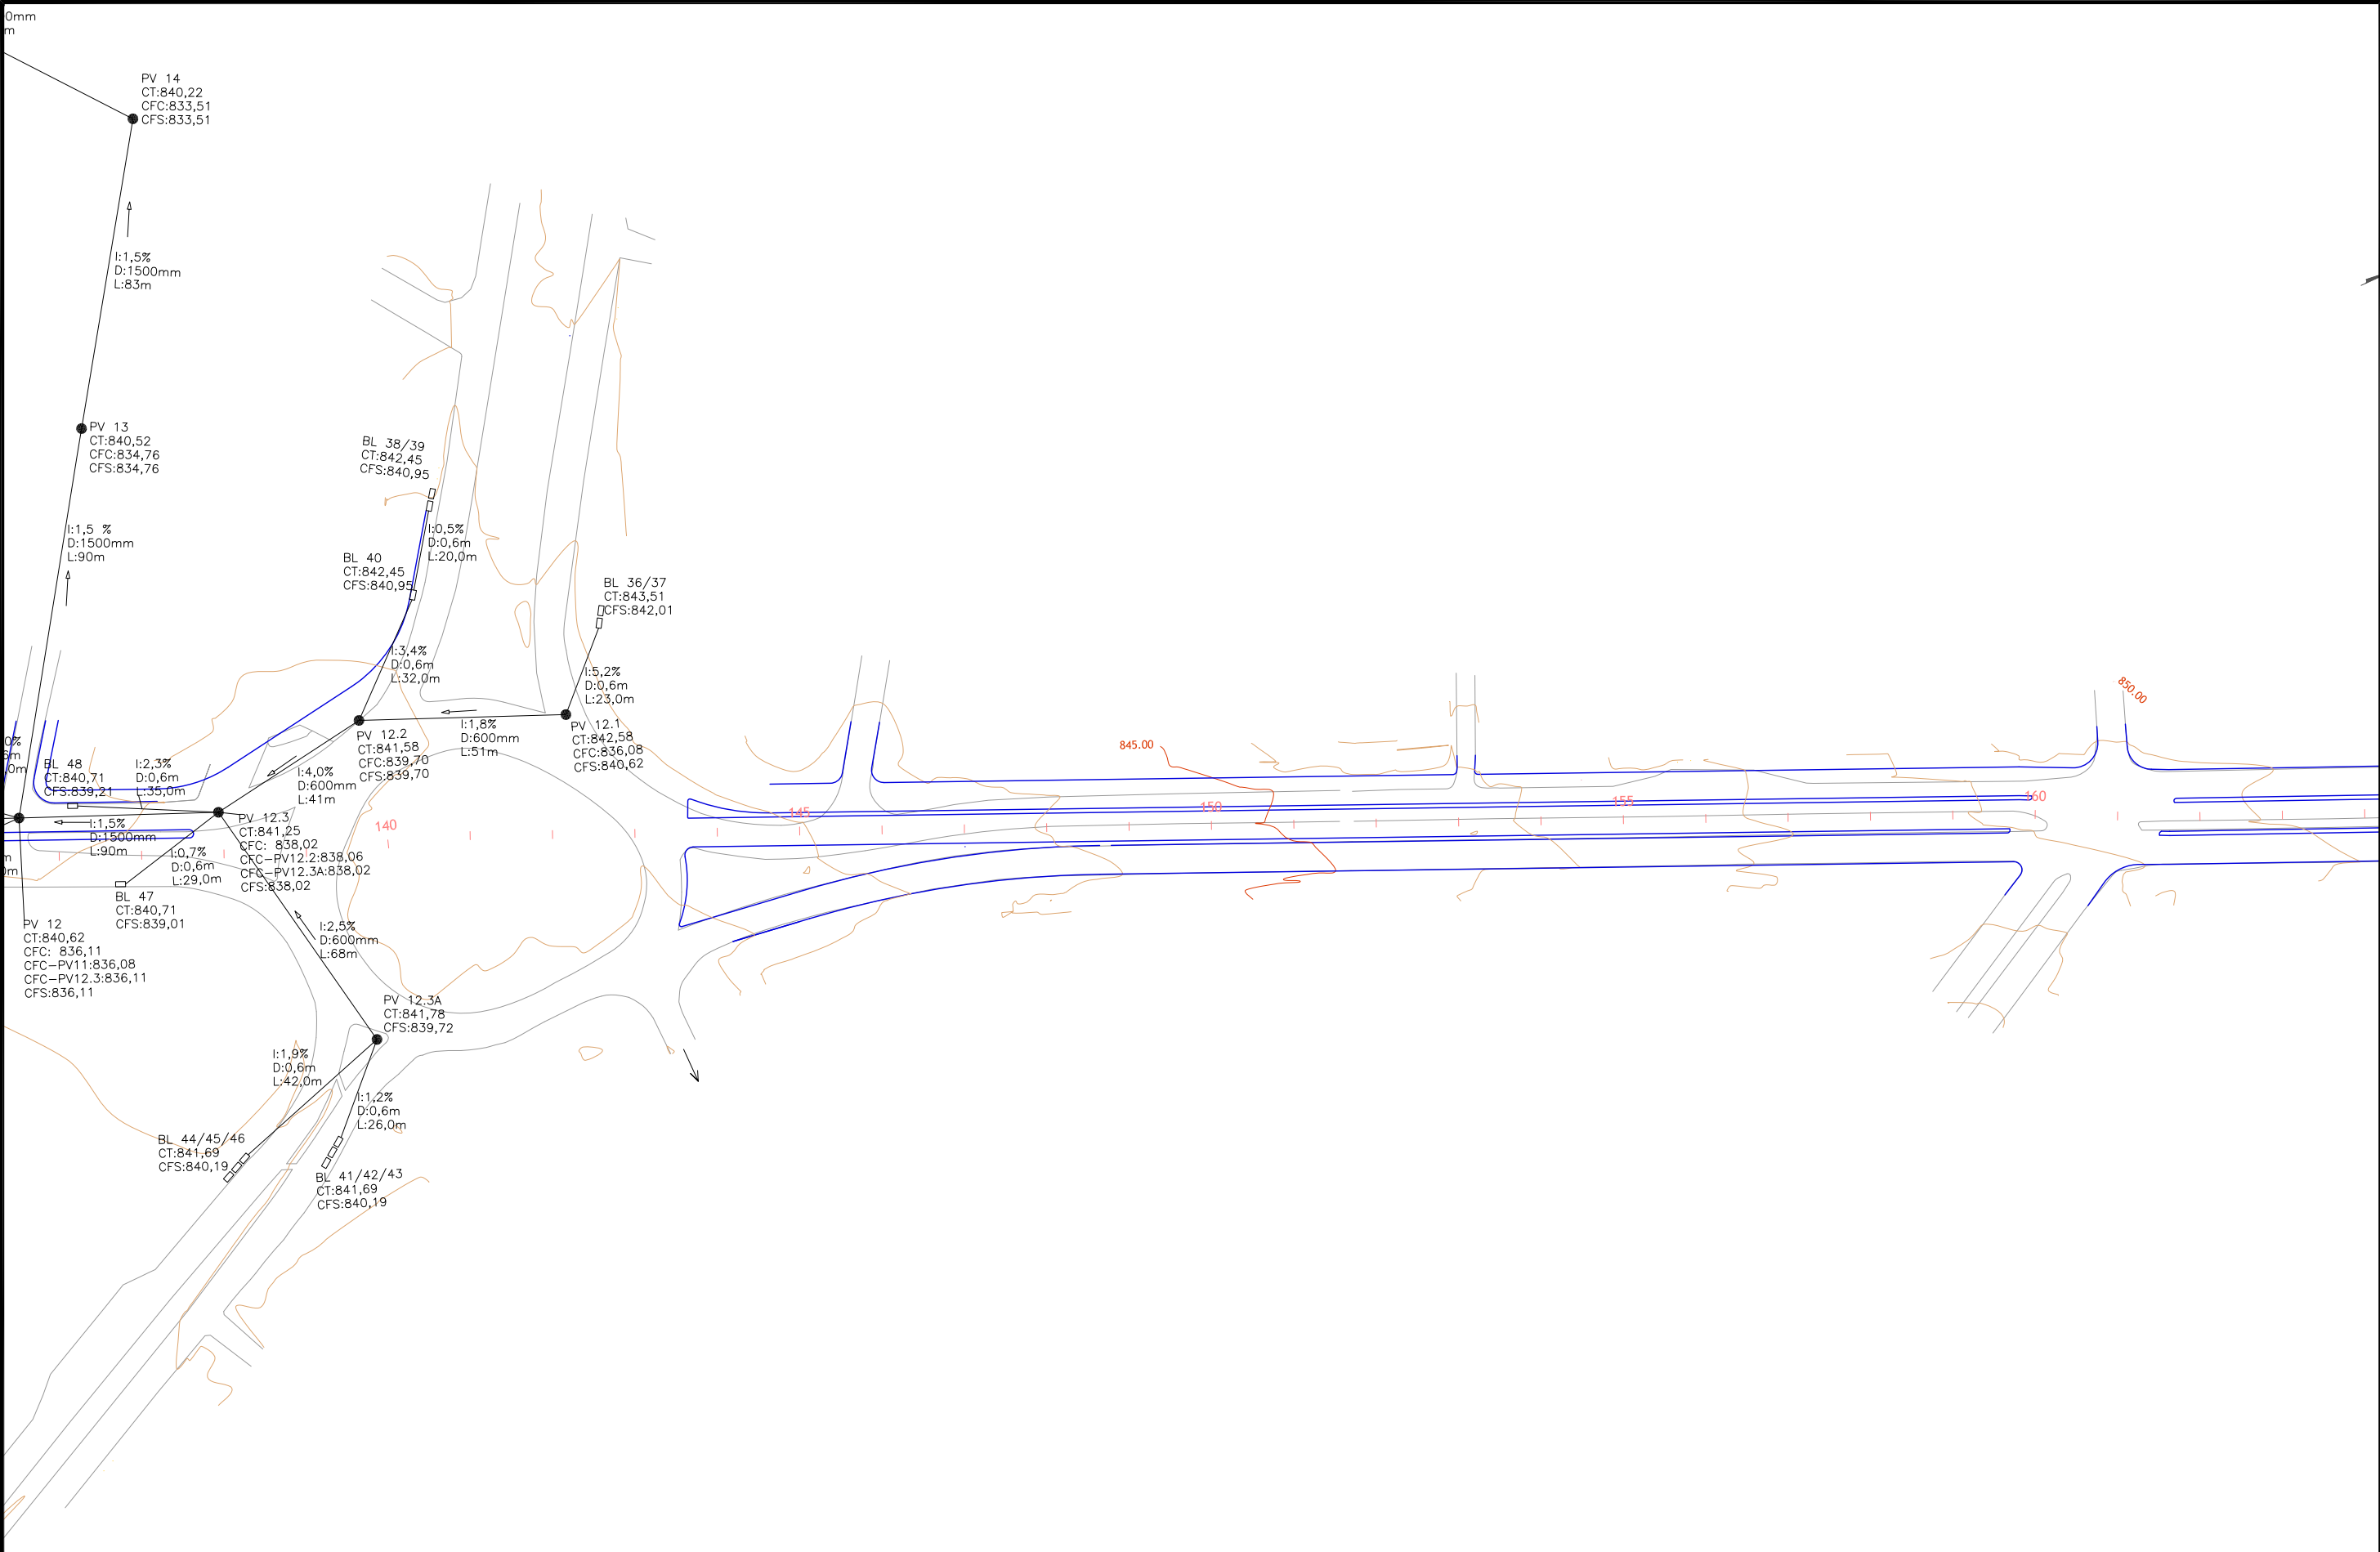 0mm
m
PV 14
CT:840,22
CFC:833,51
CFS:833,51
I:1,5%
D:1500mm
L:83m
PV 13
CT:840,52
CFC:834,76
CFS:834,76
BL 38/39
CT:842,45
CFS:840,95
I:1,5 %
D:1500mm
L:90m
I:0,5%
D:0,6m
L:20,0m
BL 40
CT:842,45
CFS:840,95
BL 36/37
CT:843,51
CFS:842,01
I:3,4%
D:0,6m
L:32,0m
I:5,2%
D:0,6m
L:23,0m
850.00
I:1,8%
D:600mm
L:51m
PV 12.1
CT:842,58
CFC:836,08
CFS:840,62
PV 12.2
CT:841,58
CFC:839,70
CFS:839,70
845.00
0%
6m
0m
BL 48
CT:840,71
CFS:839,21
I:2,3%
D:0,6m
L:35,0m
I:4,0%
D:600mm
L:41m
140
145
150
155
160
PV 12.3
CT:841,25
CFC: 838,02
CFC-PV12.2:838,06
CFC-PV12.3A:838,02
CFS:838,02
I:1,5%
D:1500mm
L:90m
I:0,7%
D:0,6m
L:29,0m
m
0m
BL 47
CT:840,71
CFS:839,01
PV 12
CT:840,62
CFC: 836,11
CFC-PV11:836,08
CFC-PV12.3:836,11
CFS:836,11
I:2,5%
D:600mm
L:68m
PV 12.3A
CT:841,78
CFS:839,72
I:1,9%
D:0,6m
L:42,0m
I:1,2%
D:0,6m
L:26,0m
BL 44/45/46
CT:841,69
CFS:840,19
BL 41/42/43
CT:841,69
CFS:840,19